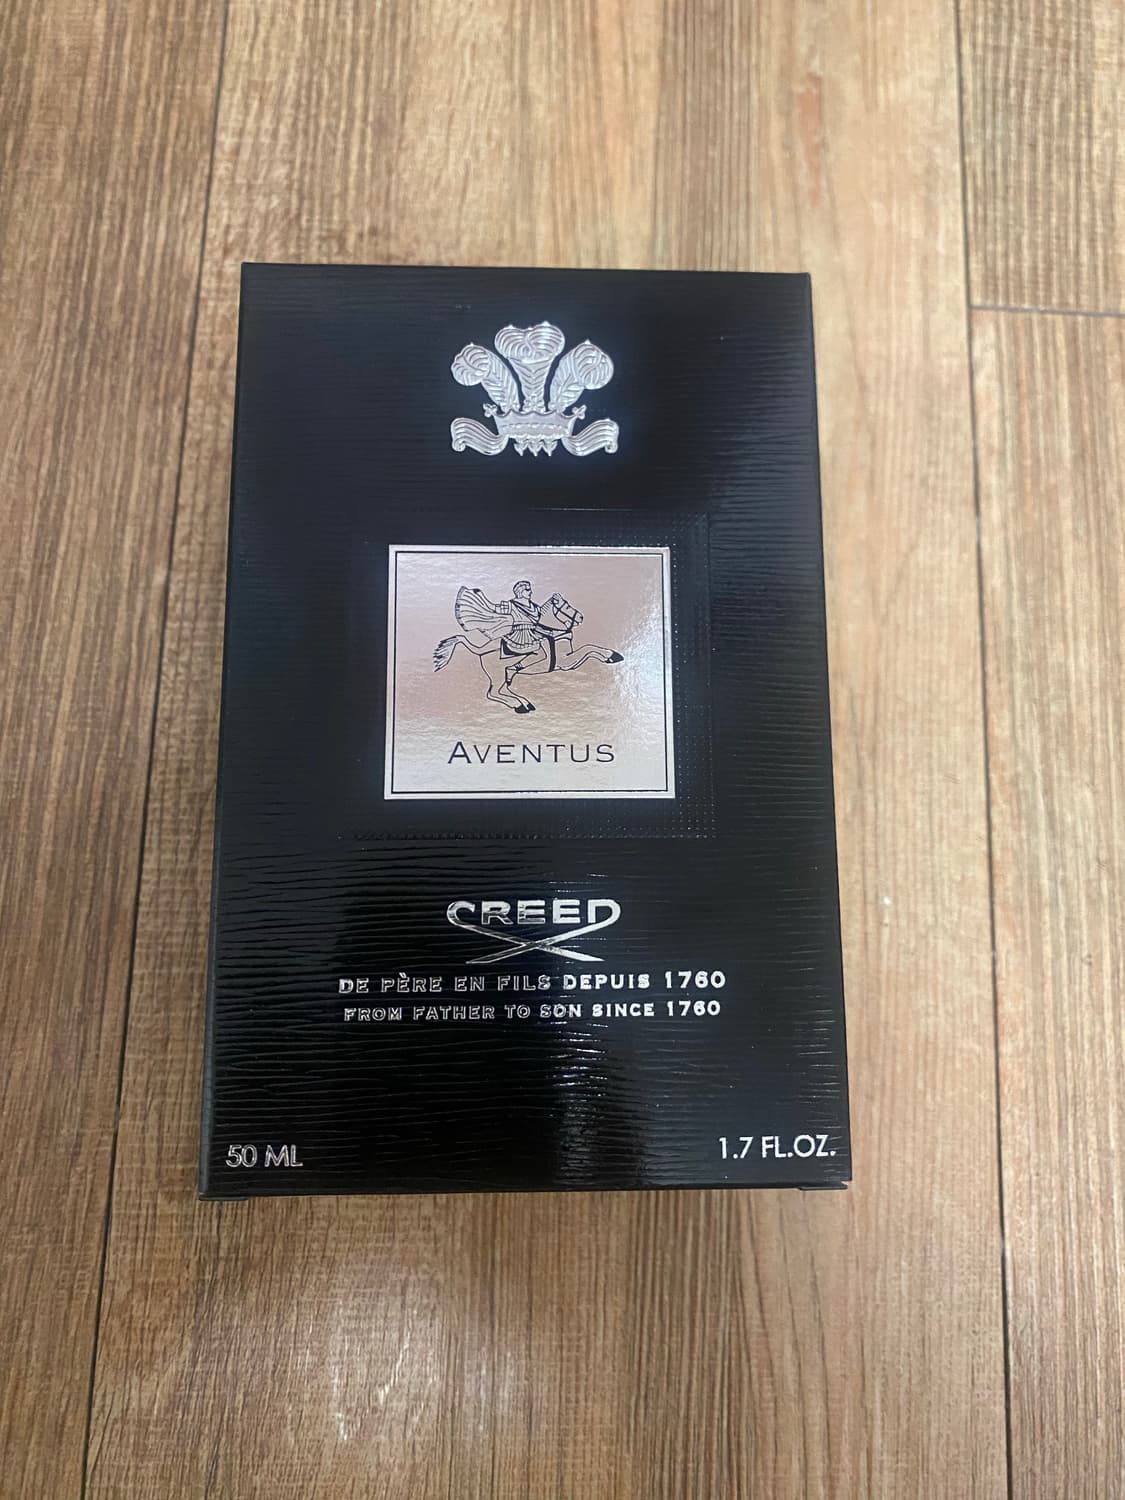 AVENTUS
CREED
DE PÈRE EN FILS DEPUIS 1760
FROM FATHER TO SON SINCE 1760
50 ML 1.7 FL.OZ.